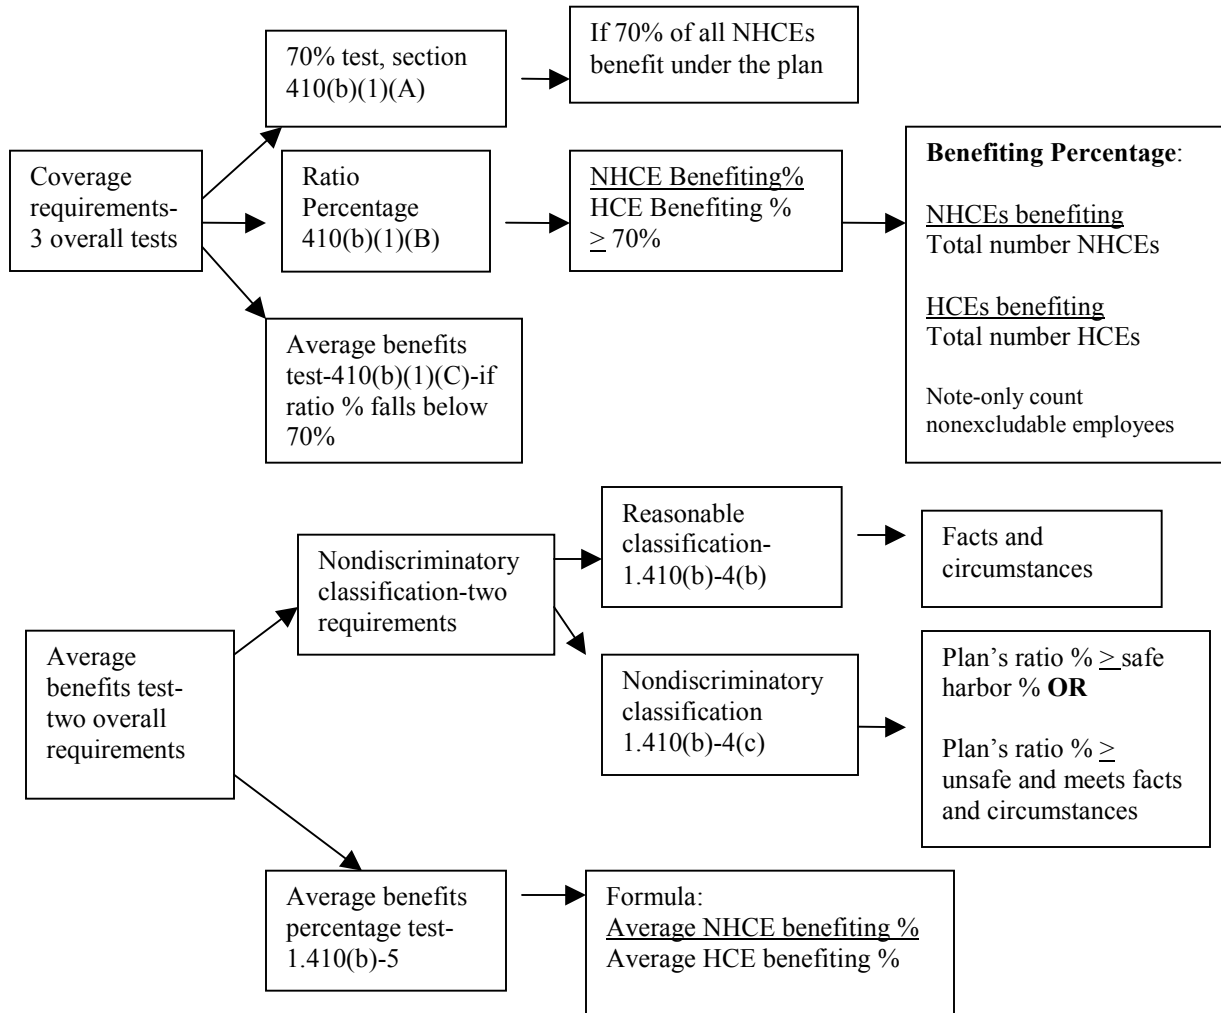 70% test, section
410(b)(1)(A)
If 70% of all NHCEs
benefit under the plan
Coverage
requirements-
3 overall tests
Ratio
Percentage
410(b)(1)(B)
NHCE Benefiting%
HCE Benefiting %
≥ 70%
Benefiting Percentage:
NHCEs benefiting
Total number NHCEs
HCEs benefiting
Total number HCEs
Note-only count
nonexcludable employees
Average benefits
test-410(b)(1)(C)-if
ratio % falls below
70%
Average
benefits test-
two overall
requirements
Nondiscriminatory
classification-two
requirements
Reasonable
classification-
1.410(b)-4(b)
Facts and
circumstances
Nondiscriminatory
classification
1.410(b)-4(c)
Plan's ratio % ≥ safe
harbor % OR
Plan's ratio % ≥
unsafe and meets facts
and circumstances
Average benefits
percentage test-
1.410(b)-5
Formula:
Average NHCE benefiting %
Average HCE benefiting %